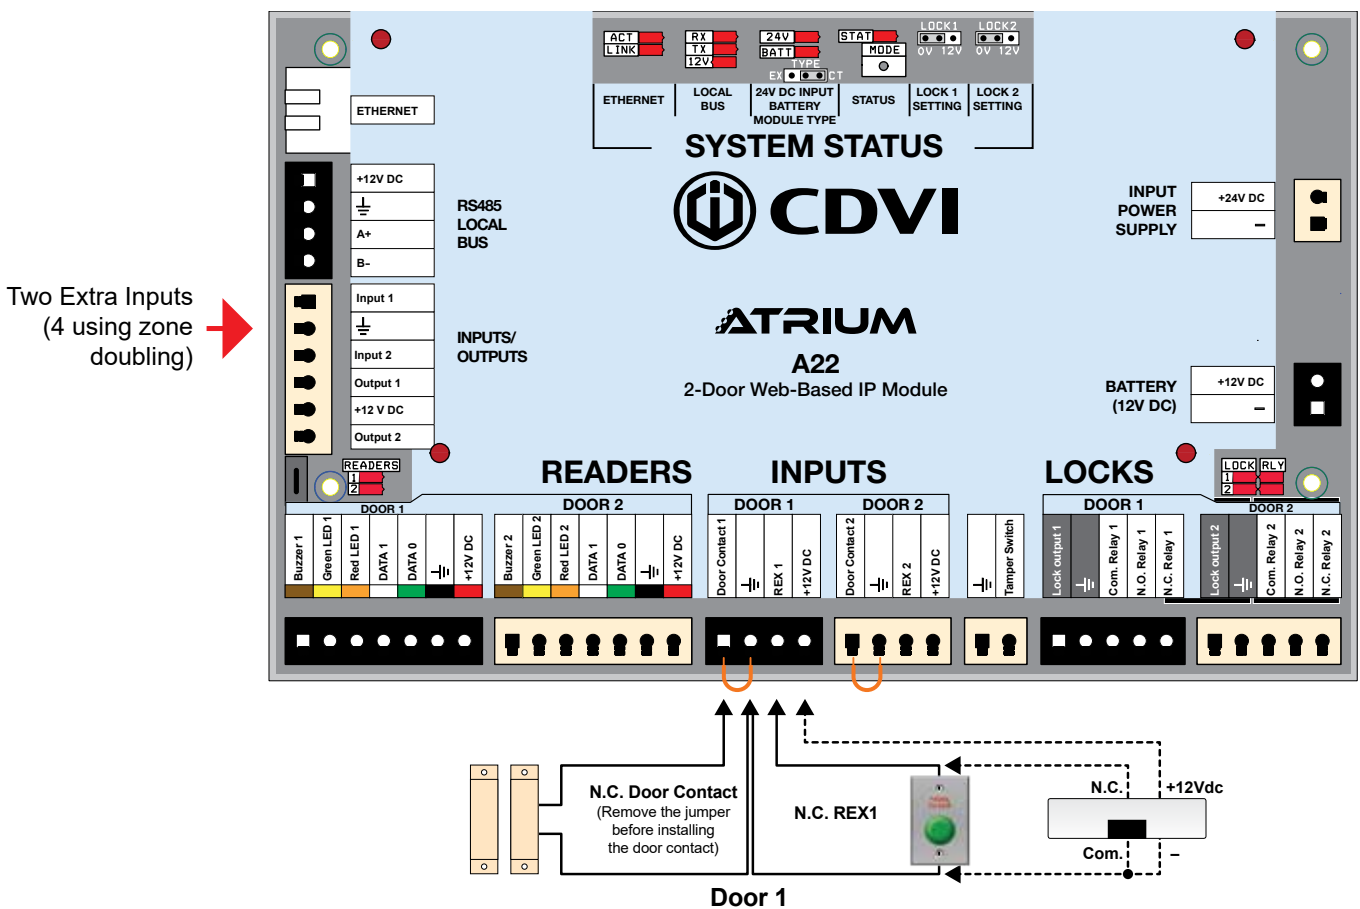 ACT
LINK
RX
TX
12V
24V
BATT
TYPE
EX CT
STAT
MODE
LOCK1
0V 12V
LOCK2
0V 12V
ETHERNET
LOCAL
BUS
24V DC INPUT
BATTERY
MODULE TYPE
STATUS
LOCK 1
SETTING
LOCK 2
SETTING
SYSTEM STATUS
CDVI
ATRIUM
A22
2-Door Web-Based IP Module
ETHERNET
+12V DC
A+
B-
RS485
LOCAL
BUS
Two Extra Inputs
(4 using zone
doubling)
Input 1
Input 2
Output 1
+12 V DC
Output 2
INPUTS/
OUTPUTS
INPUT
POWER
SUPPLY
+24V DC
–
BATTERY
(12V DC)
+12V DC
–
READERS
1
2
READERS
INPUTS
LOCKS
LOCK RLY
1
2
DOOR 1
DOOR 2
DOOR 1
DOOR 2
DOOR 1
DOOR 2
Buzzer 1
Green LED 1
Red LED 1
DATA 1
DATA 0
+12V DC
Buzzer 2
Green LED 2
Red LED 2
DATA 1
DATA 0
+12V DC
Door Contact 1
REX 1
+12V DC
Door Contact 2
REX 2
+12V DC
Tamper Switch
Lock output 1
Com. Relay 1
N.O. Relay 1
N.C. Relay 1
Lock output 2
Com. Relay 2
N.O. Relay 2
N.C. Relay 2
N.C. Door Contact
(Remove the jumper
before installing
the door contact)
N.C. REX1
N.C.
+12Vdc
Com.
–
Door 1